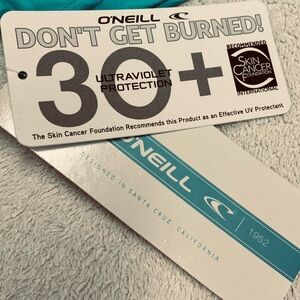 O'NEILL
DON'T GET BURNED!
30+
ULTRAVIOLET
PROTECTION
RECOMMENDED
SKIN
CANCER
FOUNDATION
INTERNATIONAL
The Skin Cancer Foundation Recommends this Product as an Effective UV Protectant
O'NEILL
1952
DESIGNED IN SANTA CRUZ, CALIFORNIA